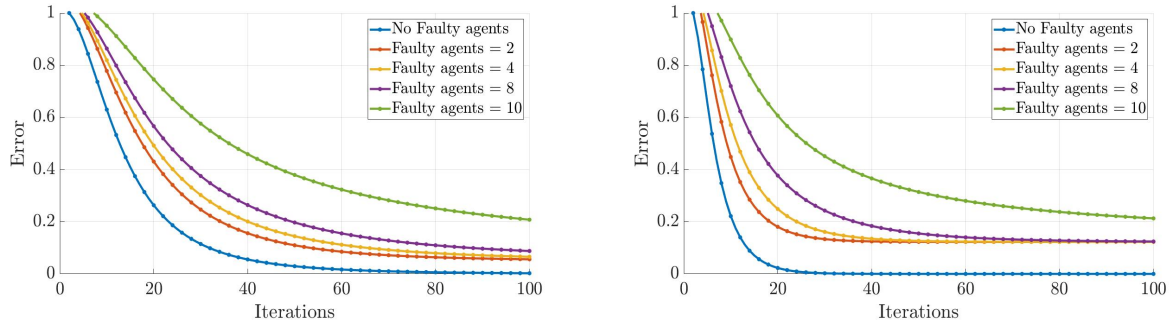 1
0.8
0.6
0.4
0.2
0
Error
0 20 40 60 80 100
Iterations
No Faulty agents
Faulty agents = 2
Faulty agents = 4
Faulty agents = 8
Faulty agents = 10
1
0.8
0.6
0.4
0.2
0
Error
0 20 40 60 80 100
Iterations
No Faulty agents
Faulty agents = 2
Faulty agents = 4
Faulty agents = 8
Faulty agents = 10